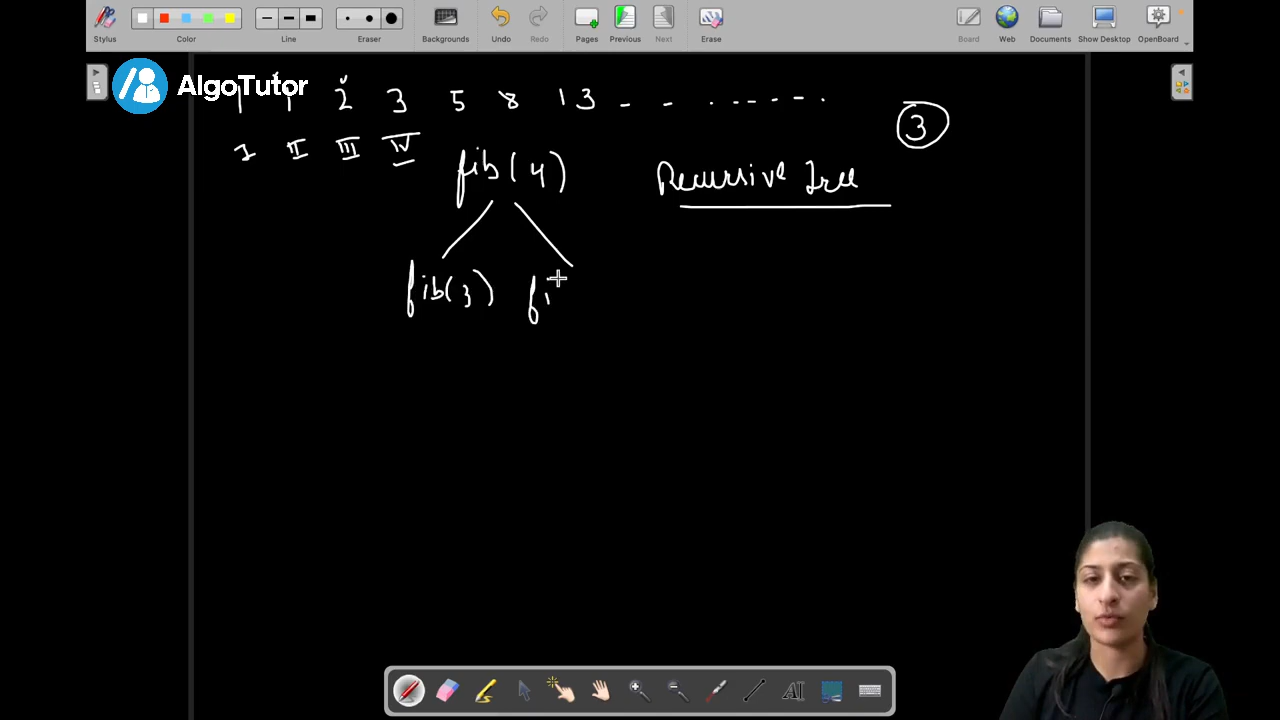 Stylus Color Line Eraser Backgrounds Undo Redo Pages Previous Next Erase Board Web Documents Show Desktop OpenBoard
AlgoTutor
1 1 2 3 5 8 13 - - . - - - - .
I II III IV
3
fib(4)
Recursive Tree
fib(3) fi